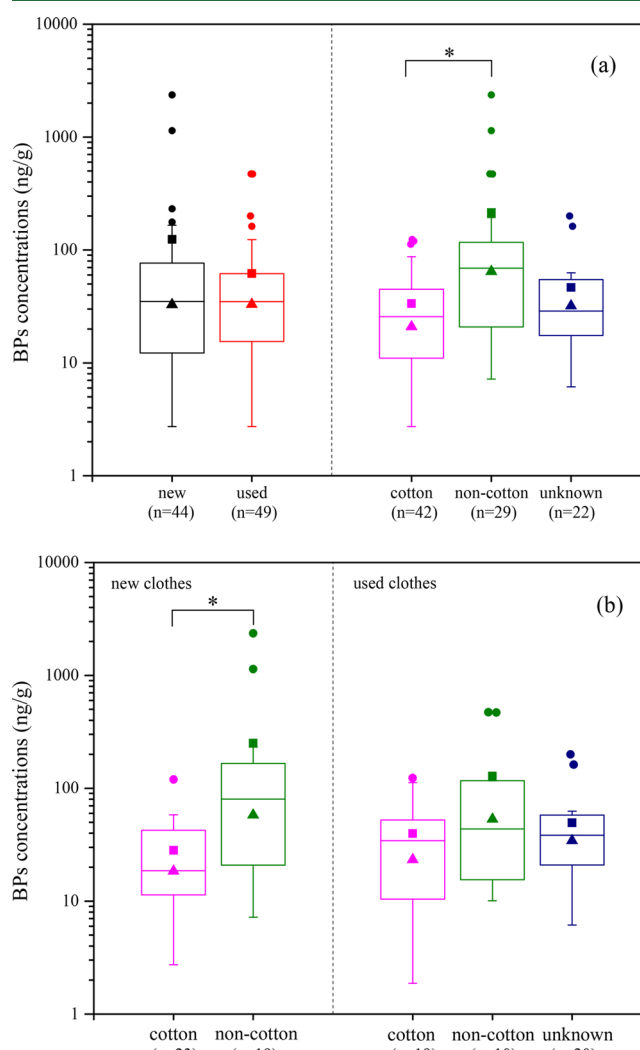 10000
(a)
*
1000
100
10
1
BPs concentrations (ng/g)
new
used
cotton
non-cotton
unknown
(n=44)
(n=49)
(n=42)
(n=29)
(n=22)
10000
new clothes
used clothes
(b)
*
1000
100
10
1
BPs concentrations (ng/g)
cotton
non-cotton
cotton
non-cotton
unknown